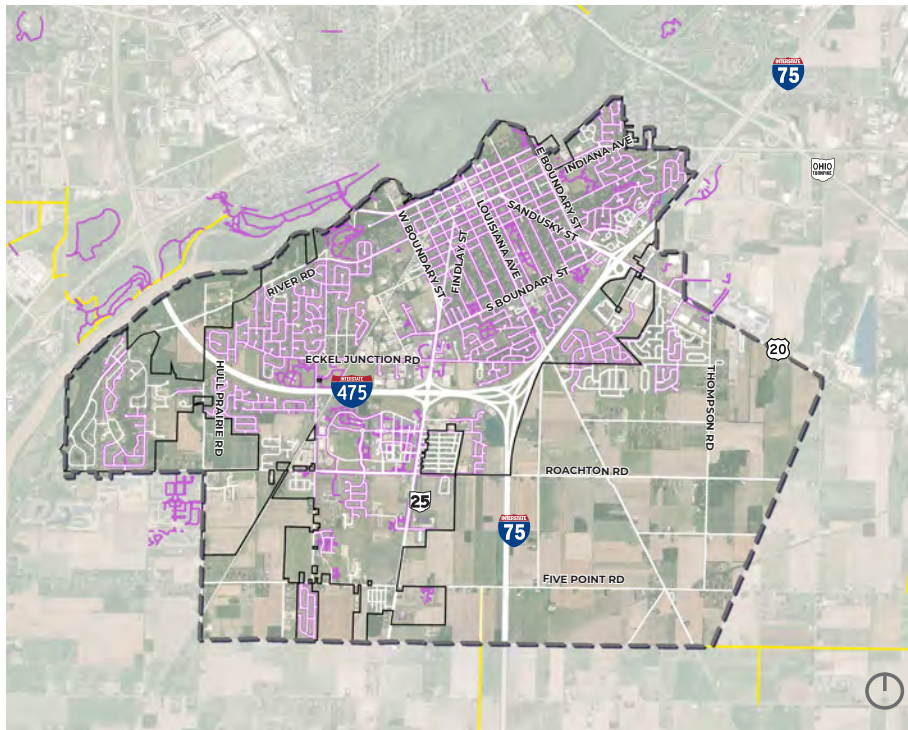 INTERSTATE
75
OHIO
TURNPIKE
INDIANA AVE
E BOUNDARY ST
SANDUSKY ST
LOUISIANA AVE
W BOUNDARY ST
FINDLAY ST
S BOUNDARY ST
RIVER RD
20
ECKEL JUNCTION RD
HULL PRAIRIE RD
INTERSTATE
475
THOMPSON RD
ROACHTON RD
25
INTERSTATE
75
FIVE POINT RD